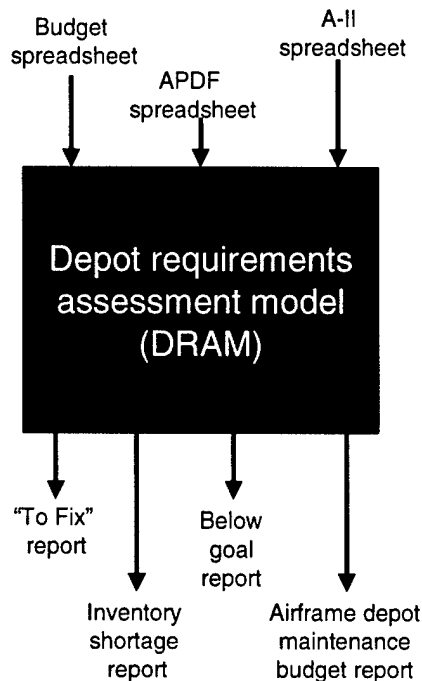 Budget
spreadsheet
APDF
spreadsheet
A-II
spreadsheet
Depot requirements
assessment model
(DRAM)
“To Fix”
report
Inventory
shortage
report
Below
goal
report
Airframe depot
maintenance
budget report